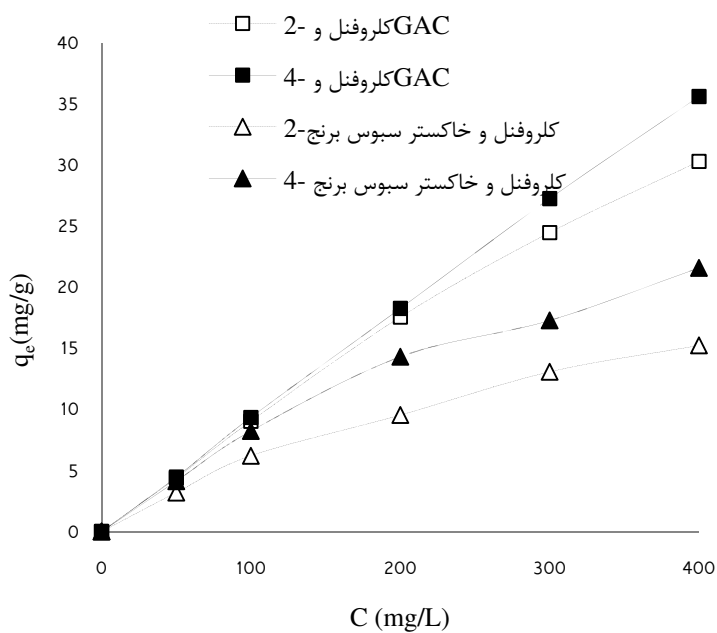 2- کلروفنل و GAC
4- کلروفنل و GAC
2-کلروفنل و خاکستر سبوس برنج
4- کلروفنل و خاکستر سبوس برنج
40
35
30
25
20
15
10
5
0
qe(mg/g)
0 100 200 300 400
C (mg/L)